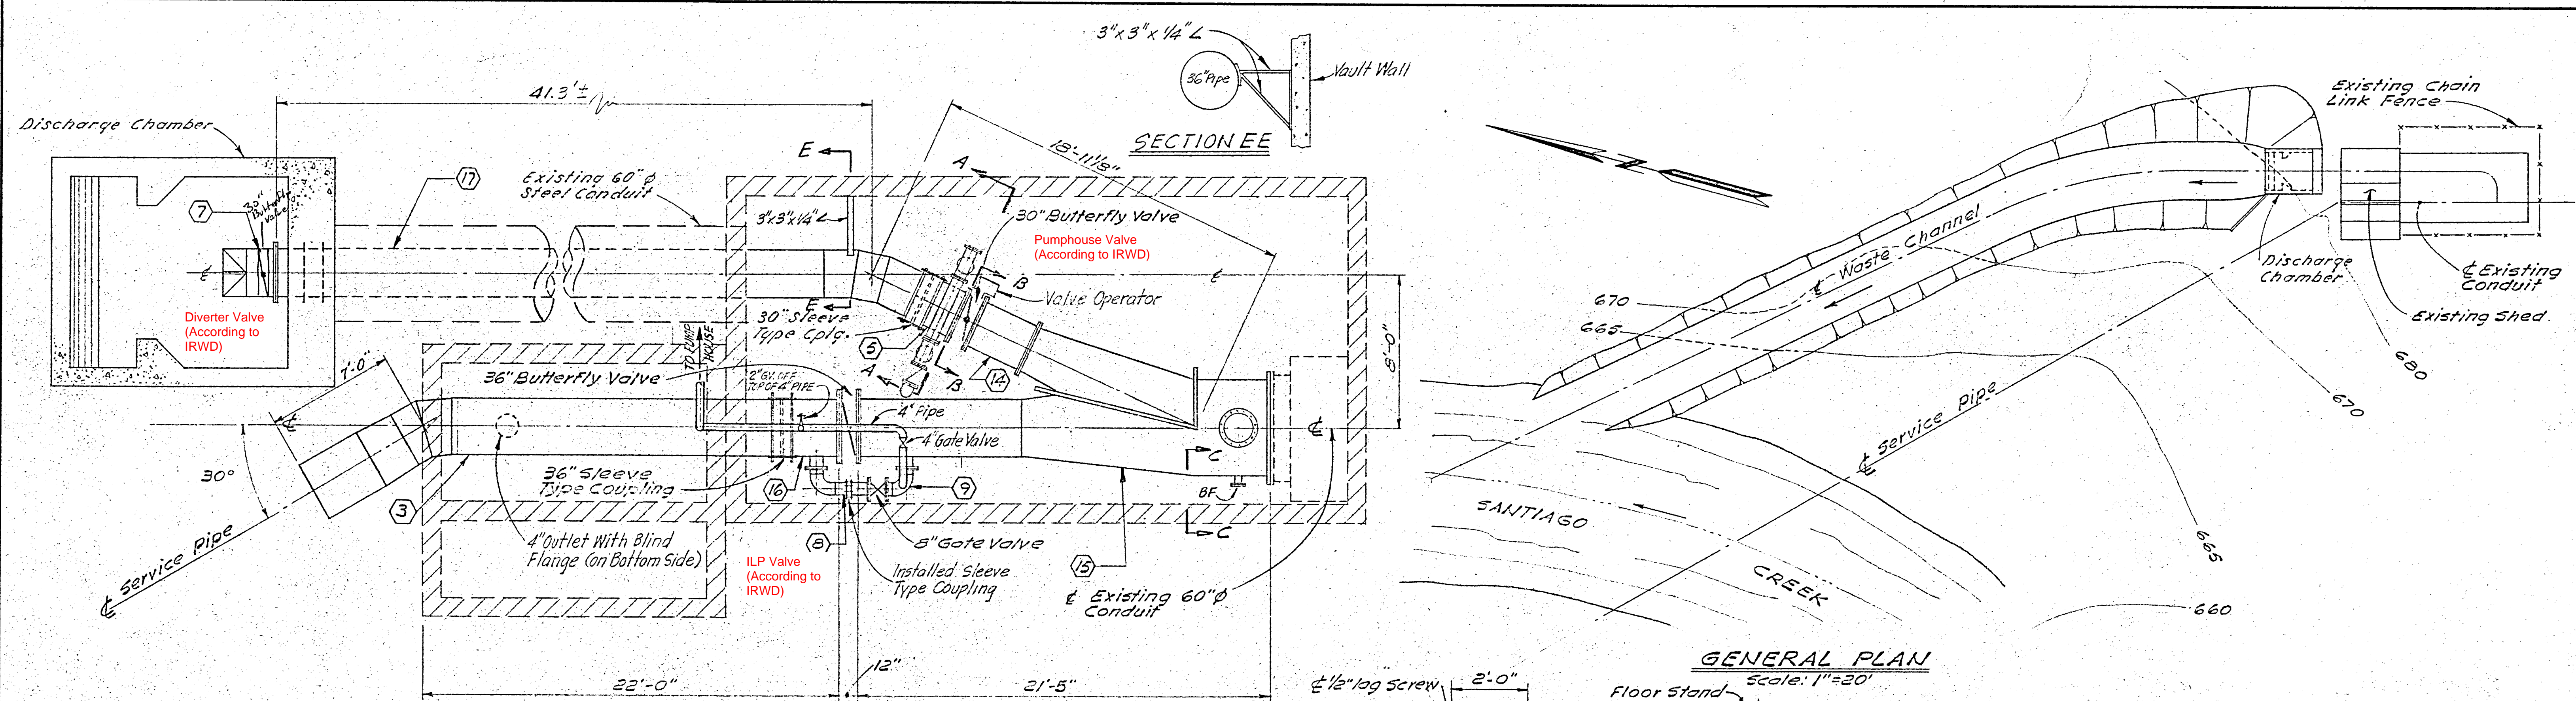 3"x3"x1/4" L
36" Pipe
Vault Wall
SECTION EE
41.3'±
Discharge Chamber
17
Existing 60" ϕ
Steel Conduit
E
3"x3"x1/4" L
A
18'-11 1/8"
30" Butterfly Valve
Pumphouse Valve
(According to IRWD)
7
30"
Butterfly
Valve
℄
Diverter Valve
(According to
IRWD)
B
Valve Operator
℄
E
30" Sleeve
Type Cplg.
5
TO PUMP
HOUSE
A
B
14
8'-0"
7'-0"
36" Butterfly Valve
2" GV. OFF
TOP OF 4" PIPE
4" Pipe
4" Gate Valve
℄
℄
30°
36" Sleeve
Type Coupling
16
9
C
BF
3
4" Outlet With Blind
Flange (on Bottom Side)
8
8" Gate Valve
C
℄ Service Pipe
ILP Valve
(According to
IRWD)
Installed Sleeve
Type Coupling
15
℄ Existing 60" ϕ
Conduit
22'-0"
12"
21'-5"
Existing Chain
Link Fence
℄ Waste Channel
Discharge
Chamber
℄ Existing
Conduit
Existing Shed
670
665
680
670
℄ Service Pipe
SANTIAGO
CREEK
665
660
GENERAL PLAN
Scale: 1"=20'
℄ 1/2" lag Screw
2'-0"
Floor Stand